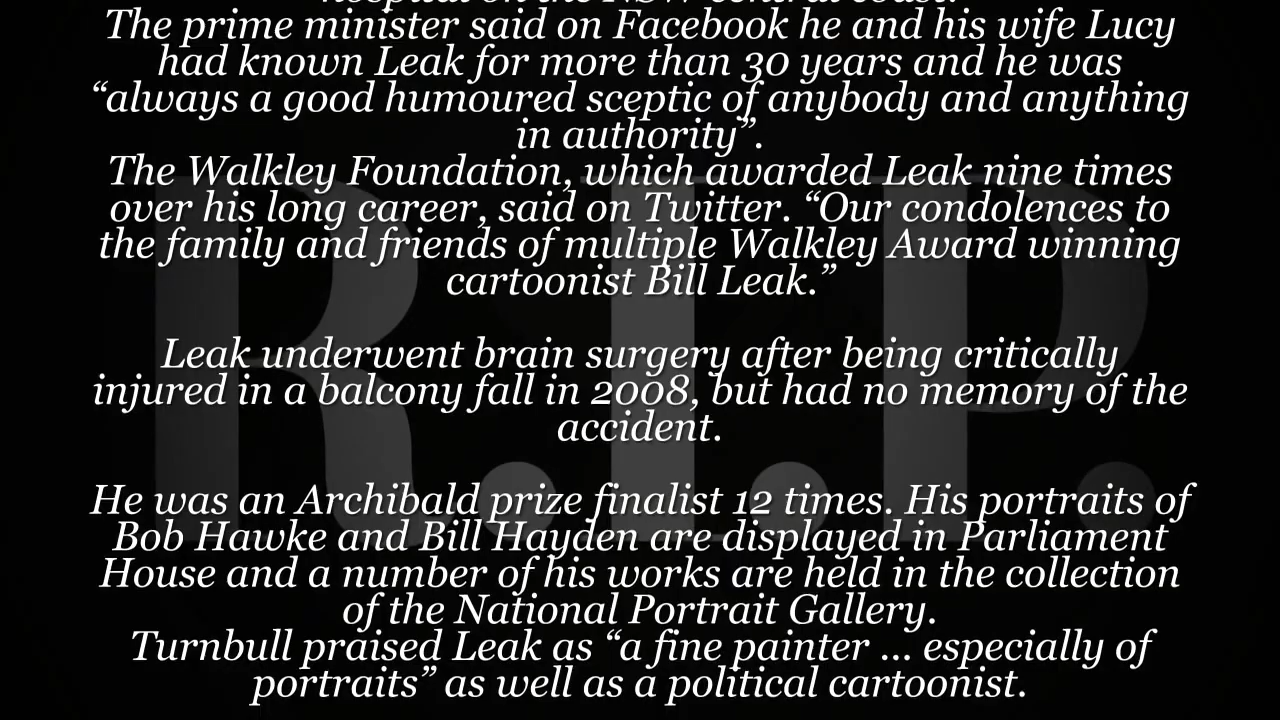 hospital on the NSW central coast.
The prime minister said on Facebook he and his wife Lucy
had known Leak for more than 30 years and he was
“always a good humoured sceptic of anybody and anything
in authority”.
The Walkley Foundation, which awarded Leak nine times
over his long career, said on Twitter. “Our condolences to
the family and friends of multiple Walkley Award winning
cartoonist Bill Leak.”
Leak underwent brain surgery after being critically
injured in a balcony fall in 2008, but had no memory of the
accident.
He was an Archibald prize finalist 12 times. His portraits of
Bob Hawke and Bill Hayden are displayed in Parliament
House and a number of his works are held in the collection
of the National Portrait Gallery.
Turnbull praised Leak as “a fine painter ... especially of
portraits” as well as a political cartoonist.
R.I.P.